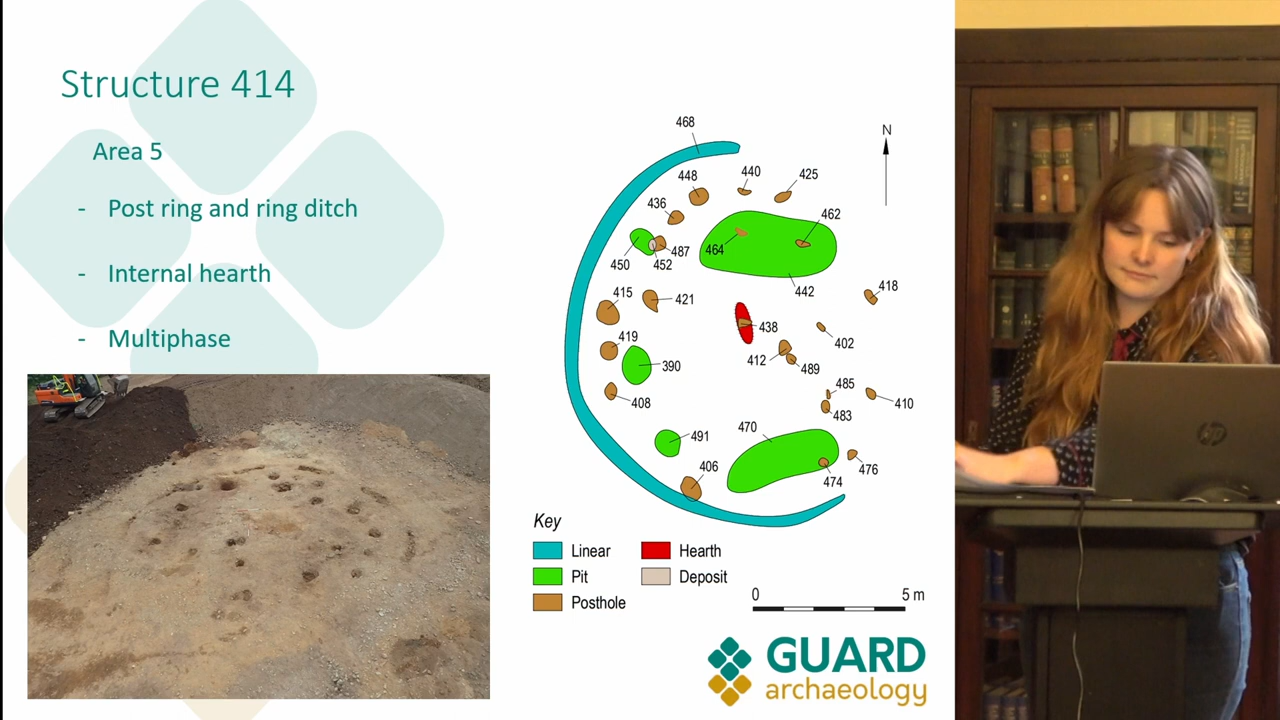 Structure 414
Area 5
- Post ring and ring ditch
- Internal hearth
- Multiphase
468
N
448
440
425
436
462
464
450
452
487
442
415
421
418
438
402
419
412
489
390
408
485
410
483
470
491
406
476
474
Key
Linear
Hearth
Pit
Deposit
Posthole
0
5 m
GUARD
archaeology
hp